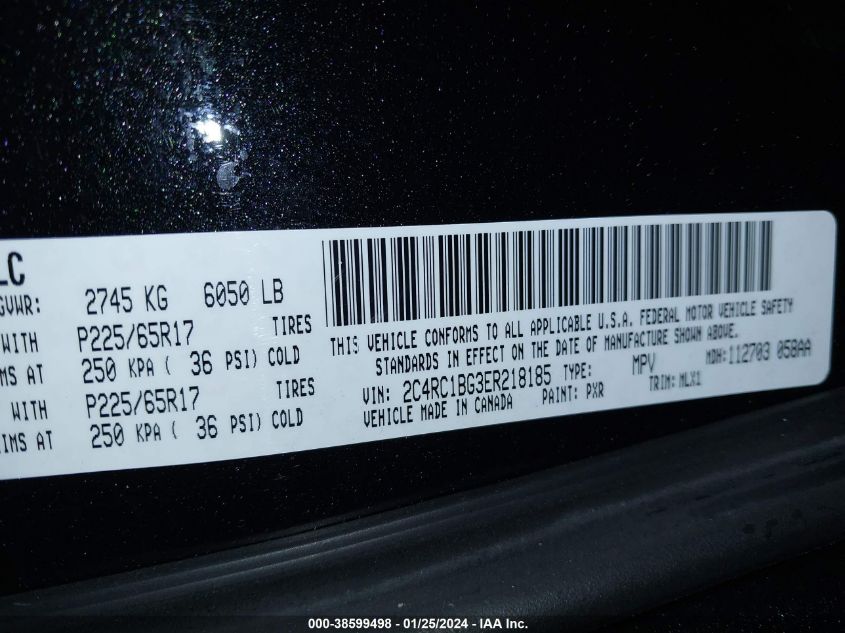 LC
GVWR: 2745 KG 6050 LB
WITH P225/65R17 TIRES
IMS AT 250 KPA ( 36 PSI) COLD
WITH P225/65R17 TIRES
RIMS AT 250 KPA ( 36 PSI) COLD
THIS VEHICLE CONFORMS TO ALL APPLICABLE U.S.A. FEDERAL MOTOR VEHICLE SAFETY
STANDARDS IN EFFECT ON THE DATE OF MANUFACTURE SHOWN ABOVE.
VIN: 2C4RC1BG3ER218185 TYPE: MPV MDH: 112703 058AA
VEHICLE MADE IN CANADA PAINT: PXR TRIM: MLX1
000-38599498 - 01/25/2024 - IAA Inc.